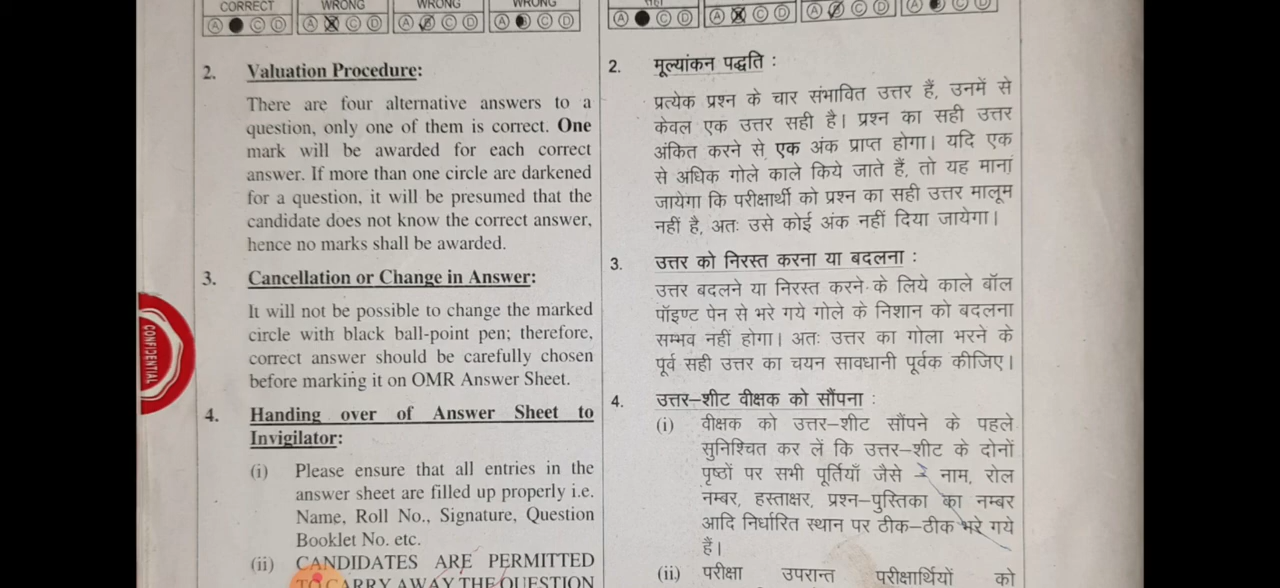 CORRECT WRONG WRONG WRONG
A C D A C D A C D A C D
2. Valuation Procedure:
There are four alternative answers to a
question, only one of them is correct. One
mark will be awarded for each correct
answer. If more than one circle are darkened
for a question, it will be presumed that the
candidate does not know the correct answer,
hence no marks shall be awarded.
3. Cancellation or Change in Answer:
It will not be possible to change the marked
circle with black ball-point pen; therefore,
correct answer should be carefully chosen
before marking it on OMR Answer Sheet.
4. Handing over of Answer Sheet to
Invigilator:
(i) Please ensure that all entries in the
answer sheet are filled up properly i.e.
Name, Roll No., Signature, Question
Booklet No. etc.
(ii) CANDIDATES ARE PERMITTED
TO CARRY AWAY THE QUESTION
CONFIDENTIAL
A C D A C D A C D A C D
2. मूल्यांकन पद्धति :
प्रत्येक प्रश्न के चार संभावित उत्तर हैं, उनमें से
केवल एक उत्तर सही है। प्रश्न का सही उत्तर
अंकित करने से एक अंक प्राप्त होगा। यदि एक
से अधिक गोले काले किये जाते हैं, तो यह माना
जायेगा कि परीक्षार्थी को प्रश्न का सही उत्तर मालूम
नहीं है, अतः उसे कोई अंक नहीं दिया जायेगा।
3. उत्तर को निरस्त करना या बदलना :
उत्तर बदलने या निरस्त करने के लिये काले बॉल
पॉइण्ट पेन से भरे गये गोले के निशान को बदलना
सम्भव नहीं होगा। अतः उत्तर का गोला भरने के
पूर्व सही उत्तर का चयन सावधानी पूर्वक कीजिए।
4. उत्तर–शीट वीक्षक को सौंपना :
(i) वीक्षक को उत्तर–शीट सौंपने के पहले
सुनिश्चित कर लें कि उत्तर–शीट के दोनों
पृष्ठों पर सभी पूर्तियाँ जैसे – नाम, रोल
नम्बर, हस्ताक्षर, प्रश्न–पुस्तिका का नम्बर
आदि निर्धारित स्थान पर ठीक–ठीक भरे गये
हैं।
(ii) परीक्षा उपरान्त परीक्षार्थियों को